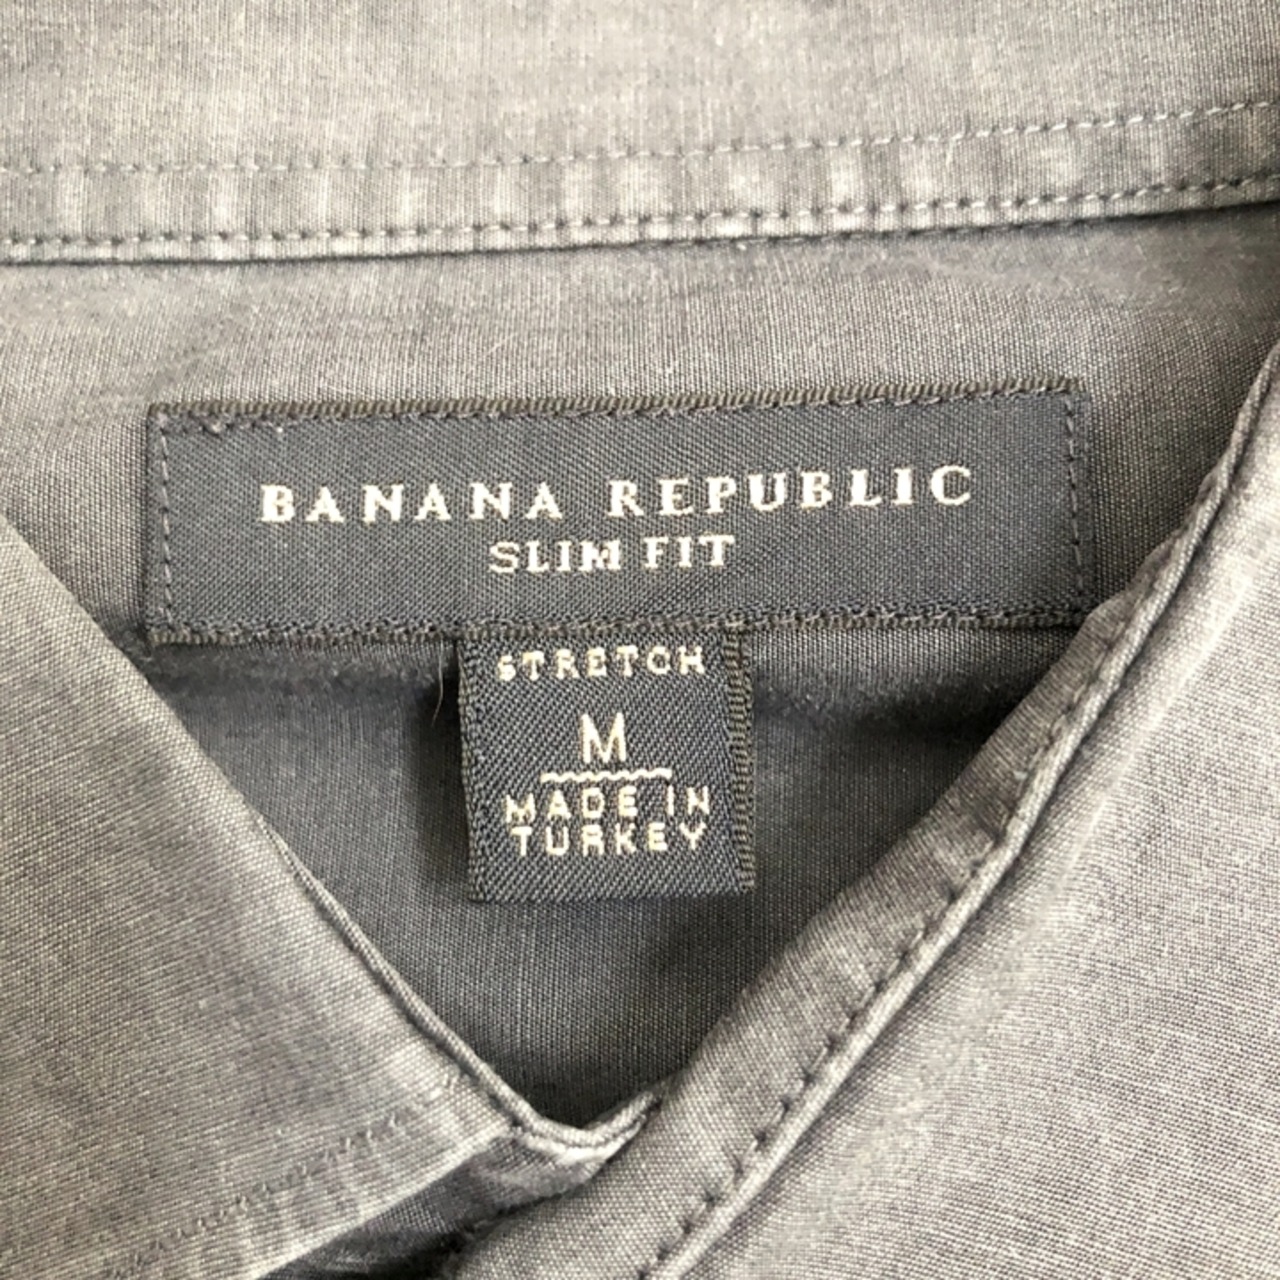 BANANA REPUBLIC
SLIM FIT
STRETCH
M
MADE IN
TURKEY